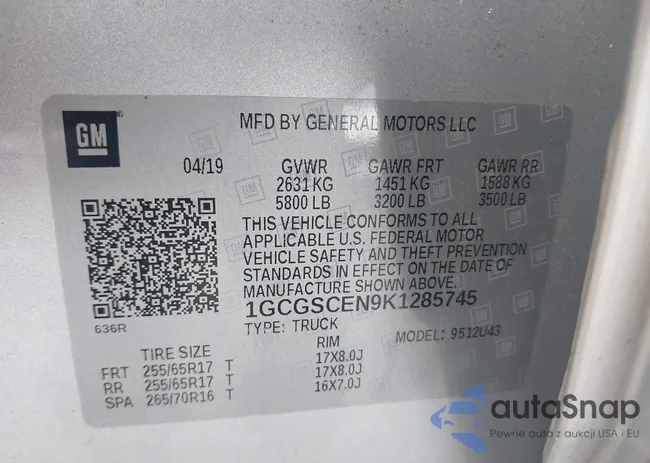 GM
MFD BY GENERAL MOTORS LLC
04/19 GVWR GAWR FRT GAWR RR
2631 KG 1451 KG 1588 KG
5800 LB 3200 LB 3500 LB
THIS VEHICLE CONFORMS TO ALL
APPLICABLE U.S. FEDERAL MOTOR
VEHICLE SAFETY AND THEFT PREVENTION
STANDARDS IN EFFECT ON THE DATE OF
MANUFACTURE SHOWN ABOVE.
1GCGSCEN9K1285745
TYPE: TRUCK MODEL: 9512U43
636R
TIRE SIZE RIM
FRT 255/65R17 T 17X8.0J
RR 255/65R17 T 17X8.0J
SPA 265/70R16 T 16X7.0J
autaSnap
Pewne auta z aukcji USA i EU